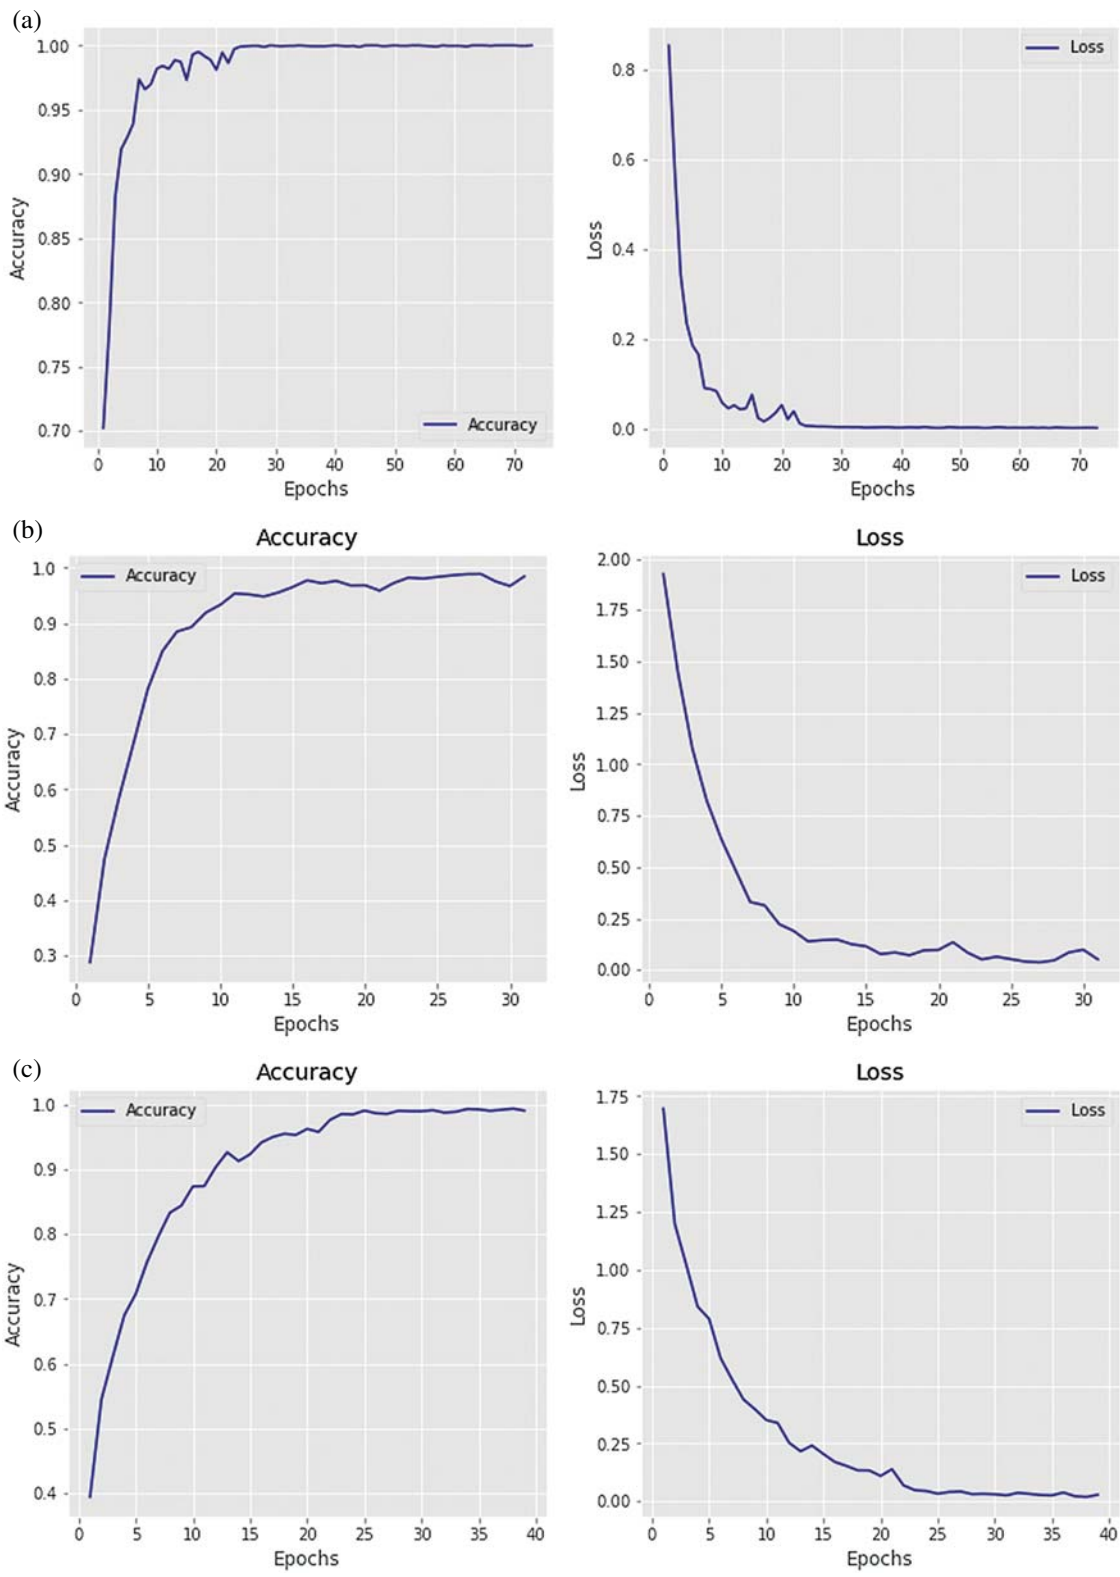 (a)
1.00
0.95
0.90
0.85
0.80
0.75
0.70
Accuracy
Accuracy
0 10 20 30 40 50 60 70
Epochs
Loss
0.8
0.6
0.4
0.2
0.0
Loss
0 10 20 30 40 50 60 70
Epochs
(b)
Accuracy
Accuracy
1.0
0.9
0.8
0.7
0.6
0.5
0.4
0.3
Accuracy
0 5 10 15 20 25 30
Epochs
Loss
Loss
2.00
1.75
1.50
1.25
1.00
0.75
0.50
0.25
0.00
Loss
0 5 10 15 20 25 30
Epochs
(c)
Accuracy
Accuracy
1.0
0.9
0.8
0.7
0.6
0.5
0.4
Accuracy
0 5 10 15 20 25 30 35 40
Epochs
Loss
Loss
1.75
1.50
1.25
1.00
0.75
0.50
0.25
0.00
Loss
0 5 10 15 20 25 30 35 40
Epochs